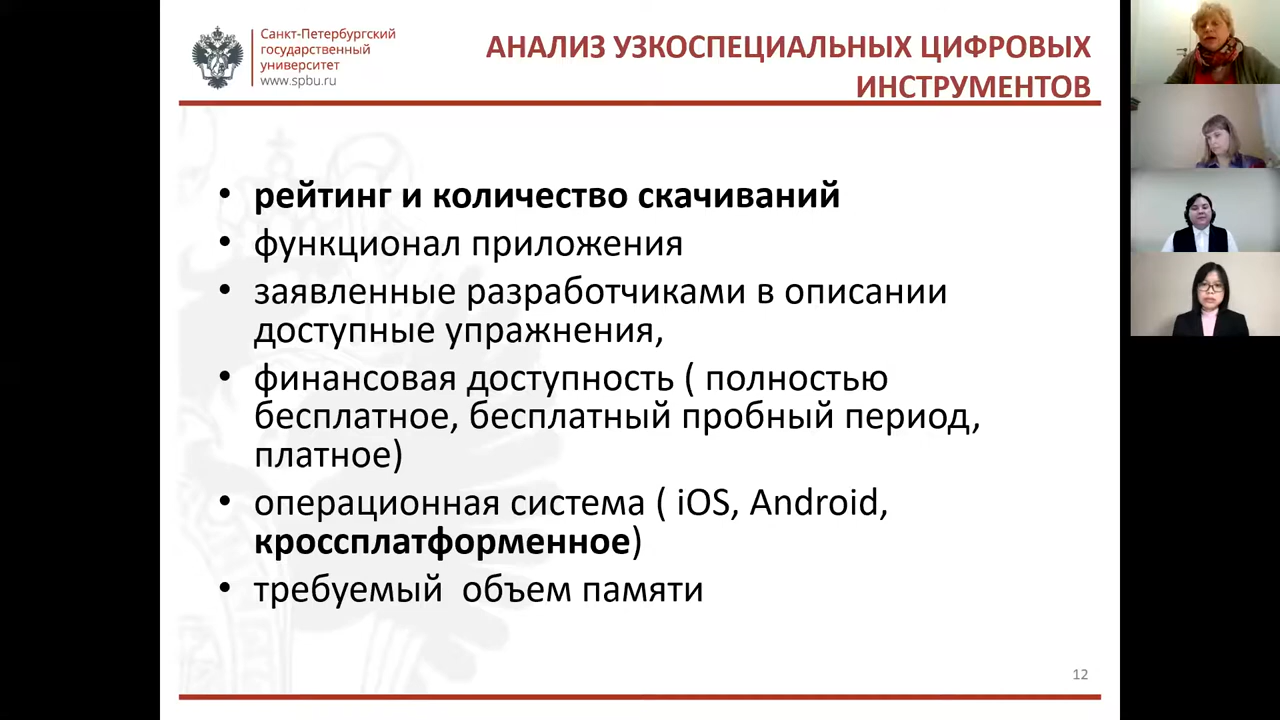 Санкт-Петербургский
государственный
университет
www.spbu.ru
АНАЛИЗ УЗКОСПЕЦИАЛЬНЫХ ЦИФРОВЫХ
ИНСТРУМЕНТОВ
• рейтинг и количество скачиваний
• функционал приложения
• заявленные разработчиками в описании
доступные упражнения,
• финансовая доступность ( полностью
бесплатное, бесплатный пробный период,
платное)
• операционная система ( iOS, Android,
кроссплатформенное)
• требуемый  объем памяти
12